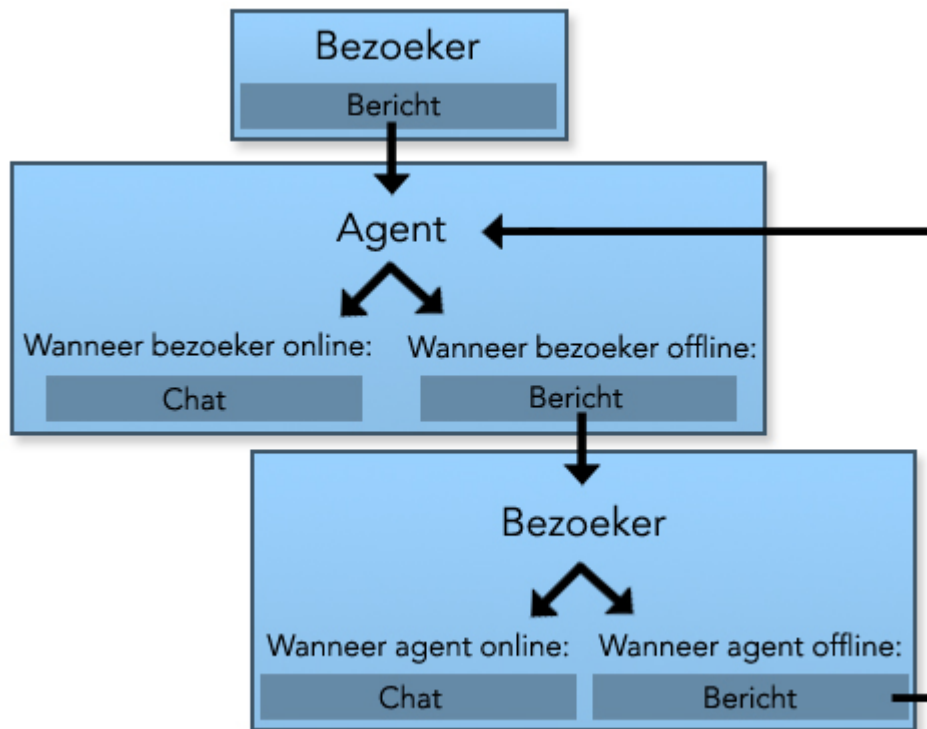 Bezoeker
Bericht
Agent
Wanneer bezoeker online:
Wanneer bezoeker offline:
Chat
Bericht
Bezoeker
Wanneer agent online:
Wanneer agent offline:
Chat
Bericht